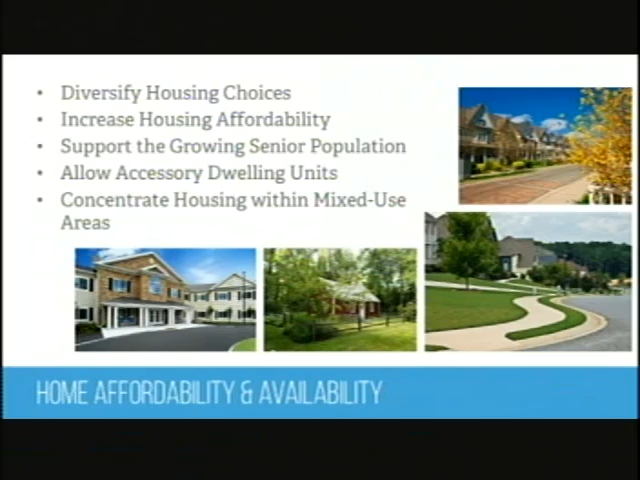 • Diversify Housing Choices
• Increase Housing Affordability
• Support the Growing Senior Population
• Allow Accessory Dwelling Units
• Concentrate Housing within Mixed-Use
Areas
HOME AFFORDABILITY & AVAILABILITY